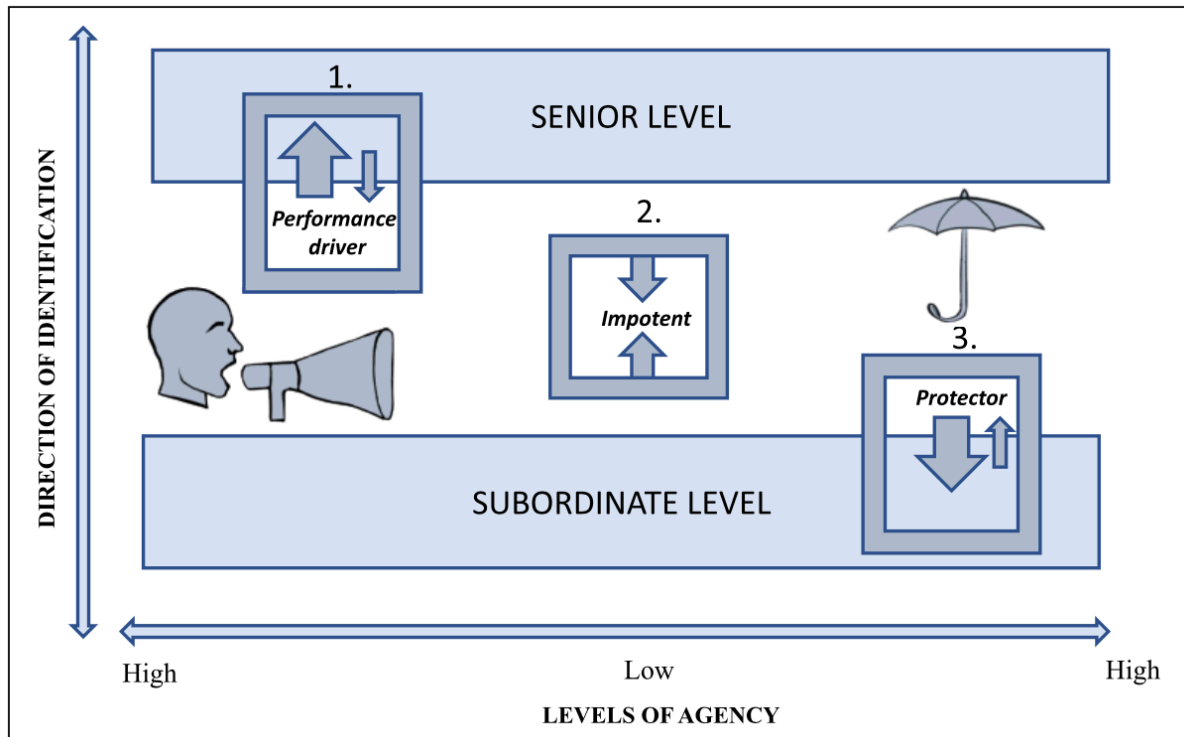 1.
SENIOR LEVEL
Performance
driver
2.
Impotent
3.
Protector
SUBORDINATE LEVEL
DIRECTION OF IDENTIFICATION
High
Low
High
LEVELS OF AGENCY